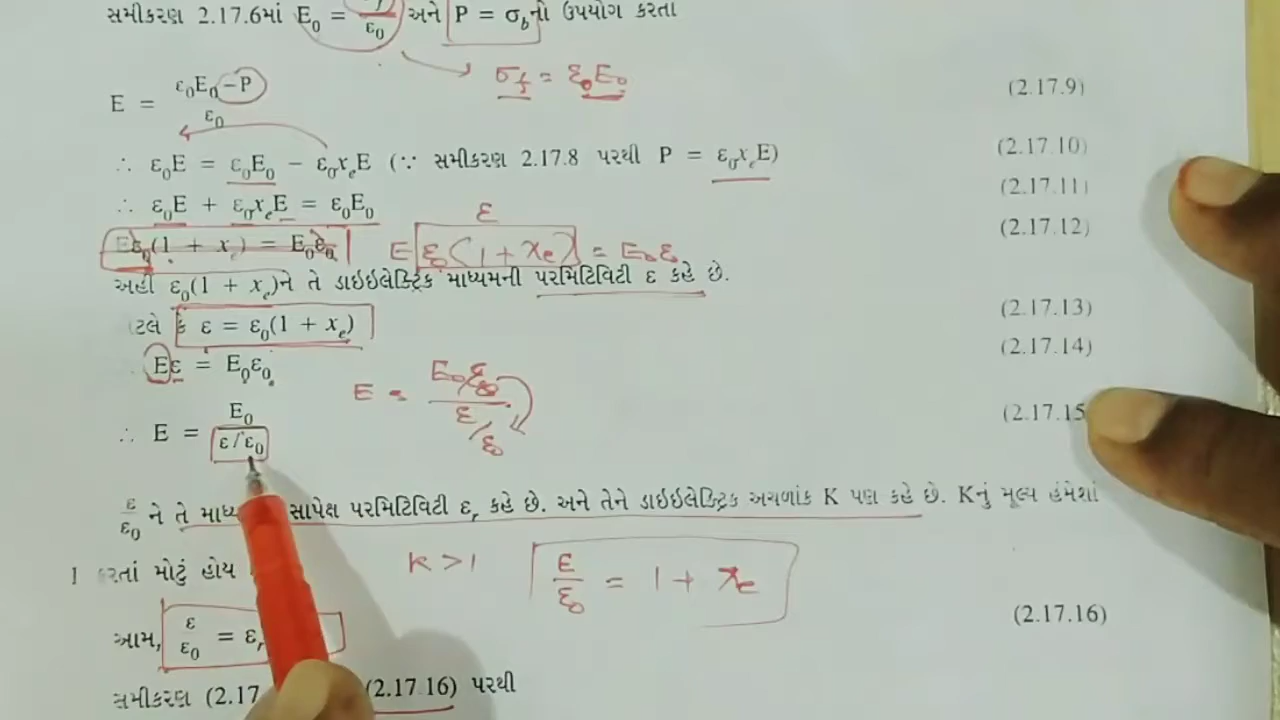 સમીકરણ 2.17.6માં E₀ = σf/ε₀ અને P = σbનો ઉપયોગ કરતા
σf = ε₀E₀
E = (ε₀E₀ – P)/ε₀ (2.17.9)
∴ ε₀E = ε₀E₀ – ε₀xₑE (∵ સમીકરણ 2.17.8 પરથી P = ε₀xₑE) (2.17.10)
∴ ε₀E + ε₀xₑE = ε₀E₀ (2.17.11)
ε
Eε₀(1 + xₑ) = E₀ε₀ E ε₀(1 + xₑ) = E₀ε₀ (2.17.12)
અહીં ε₀(1 + xₑ)ને તે ડાઇઇલેક્ટ્રિક માધ્યમની પરમિટિવિટી ε કહે છે.
ટલે કે ε = ε₀(1 + xₑ) (2.17.13)
Eε = E₀ε₀ (2.17.14)
E = E₀/ε₀ / ε/ε₀
∴ E = E₀/(ε/ε₀) (2.17.15
ε/ε₀ ને તે સાપેક્ષ પરમિટિવિટી εr કહે છે. અને તેને ડાઇઇલેક્ટ્રિક અચળાંક K પણ કહે છે. Kનું મૂલ્ય હંમેશાં
1 કરતાં મોટું હોય
K > 1 ε/ε₀ = 1 + xₑ
આમ, ε/ε₀ = εr (2.17.16)
સમીકરણ (2.17 (2.17.16) પરથી